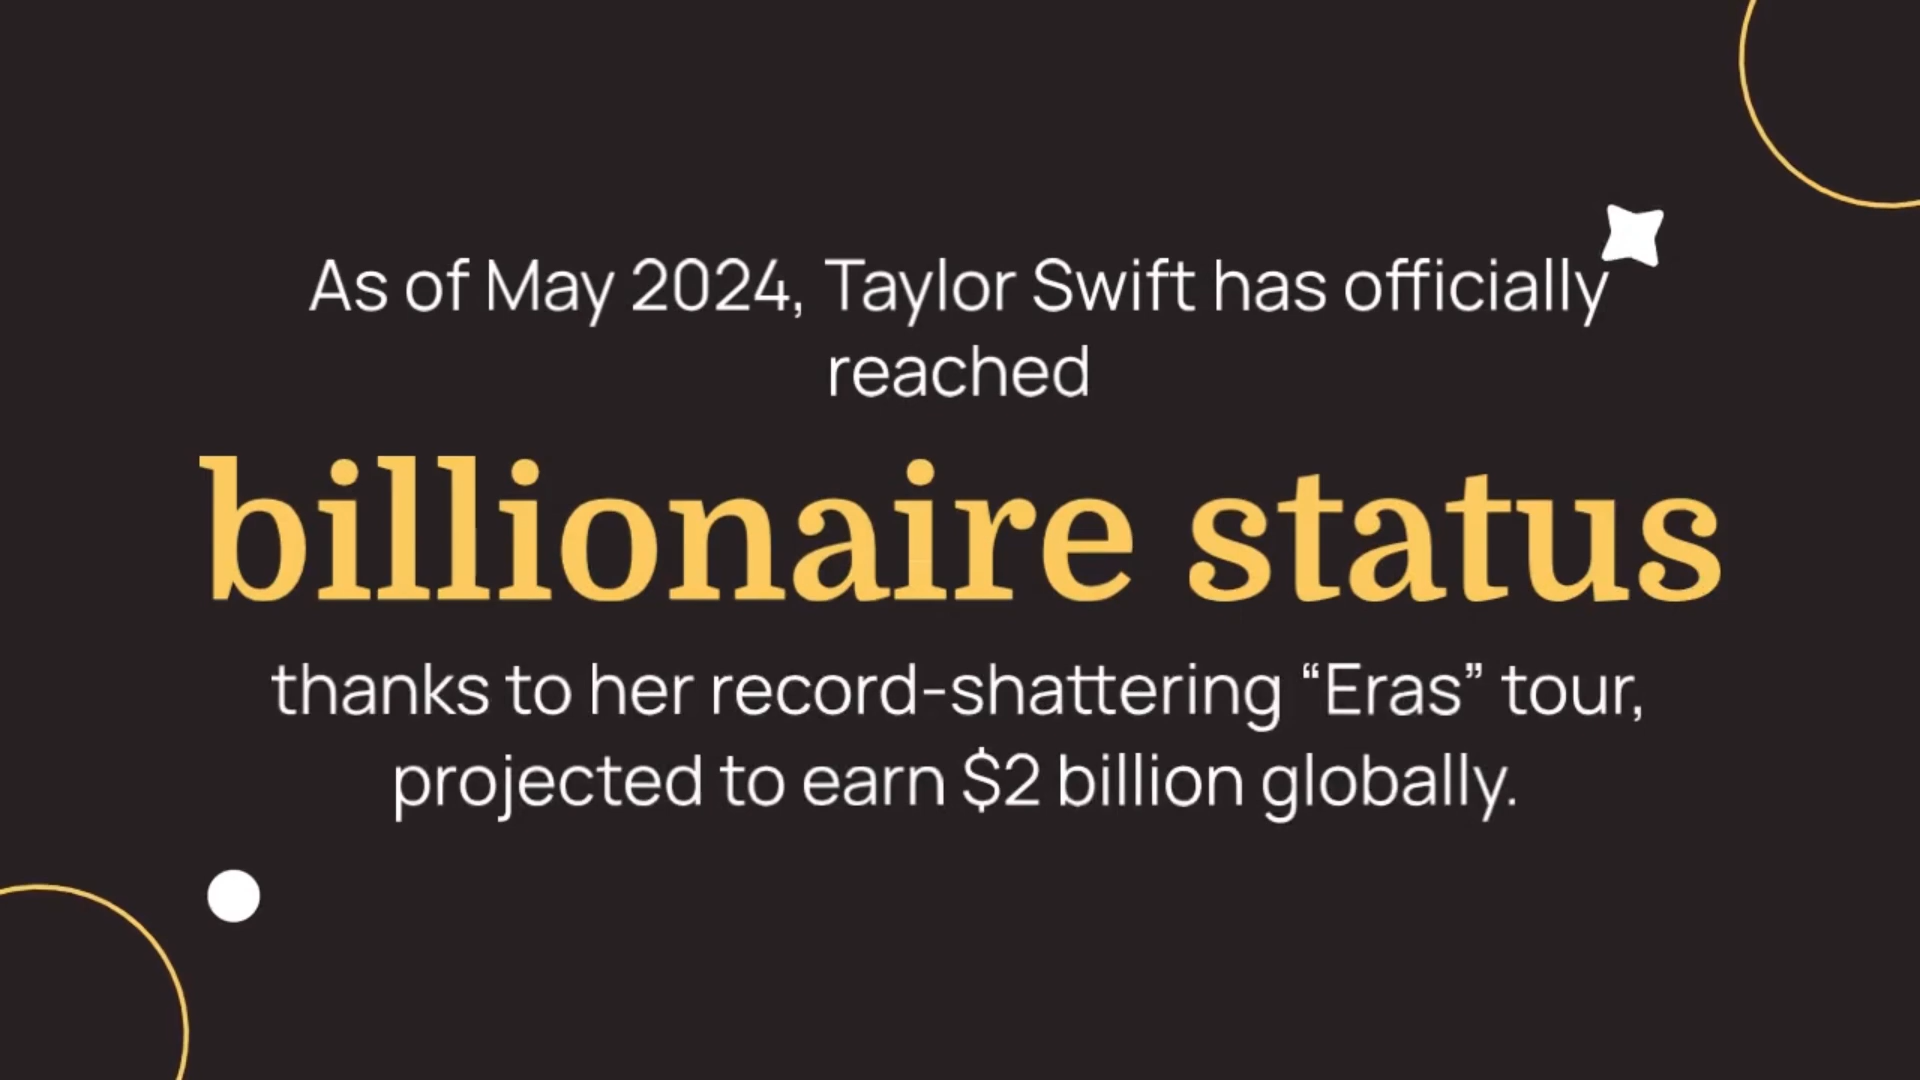 As of May 2024, Taylor Swift has officially
reached
billionaire status
thanks to her record-shattering “Eras” tour,
projected to earn $2 billion globally.